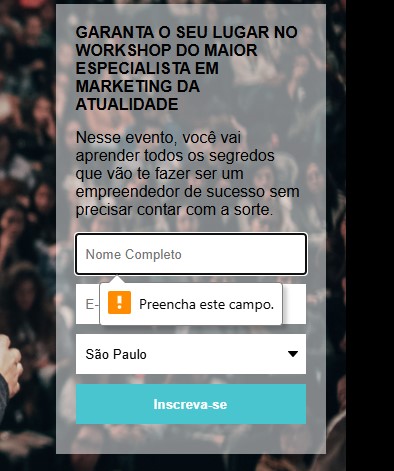 GARANTA O SEU LUGAR NO
WORKSHOP DO MAIOR
ESPECIALISTA EM
MARKETING DA
ATUALIDADE
Nesse evento, você vai
aprender todos os segredos
que vão te fazer ser um
empreendedor de sucesso sem
precisar contar com a sorte.
Nome Completo
E-
Preencha este campo.
São Paulo
Inscreva-se